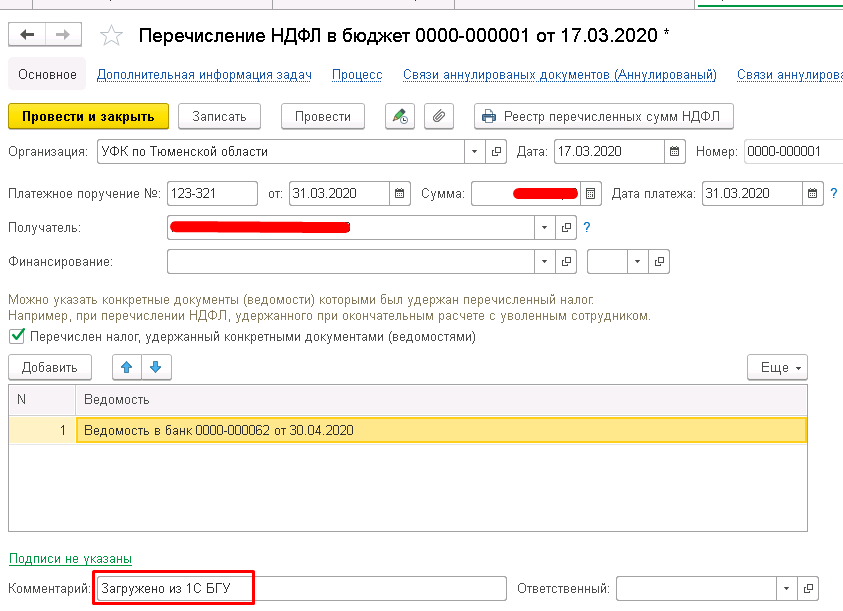 Перечисление НДФЛ в бюджет 0000-000001 от 17.03.2020 *
Основное Дополнительная информация задач Процесс Связи аннулированых документов (Аннулированый) Связи аннулирова
Провести и закрыть Записать Провести Реестр перечисленных сумм НДФЛ
Организация: УФК по Тюменской области Дата: 17.03.2020 Номер: 0000-000001
Платежное поручение №: 123-321 от: 31.03.2020 Сумма: Дата платежа: 31.03.2020 ?
Получатель: ?
Финансирование:
Можно указать конкретные документы (ведомости) которыми был удержан перечисленный налог.
Например, при перечислении НДФЛ, удержанного при окончательным расчете с уволенным сотрудником.
Перечислен налог, удержанный конкретными документами (ведомостями)
Добавить Еще
N Ведомость
1 Ведомость в банк 0000-000062 от 30.04.2020
Подписи не указаны
Комментарий: Загружено из 1С БГУ Ответственный: